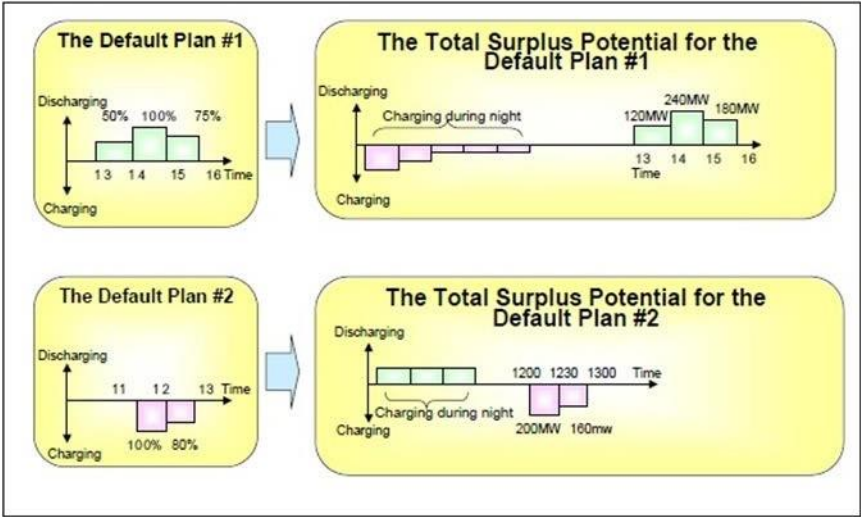 The Default Plan #1
Discharging
50% 100% 75%
13 14 15 16 Time
Charging
The Total Surplus Potential for the
Default Plan #1
Discharging
Charging during night
120MW
240MW
180MW
13 14 15 16
Time
Charging
The Default Plan #2
Discharging
11 12 13 Time
100% 80%
Charging
The Total Surplus Potential for the
Default Plan #2
Discharging
1200 1230 1300 Time
Charging during night
200MW 160mw
Charging